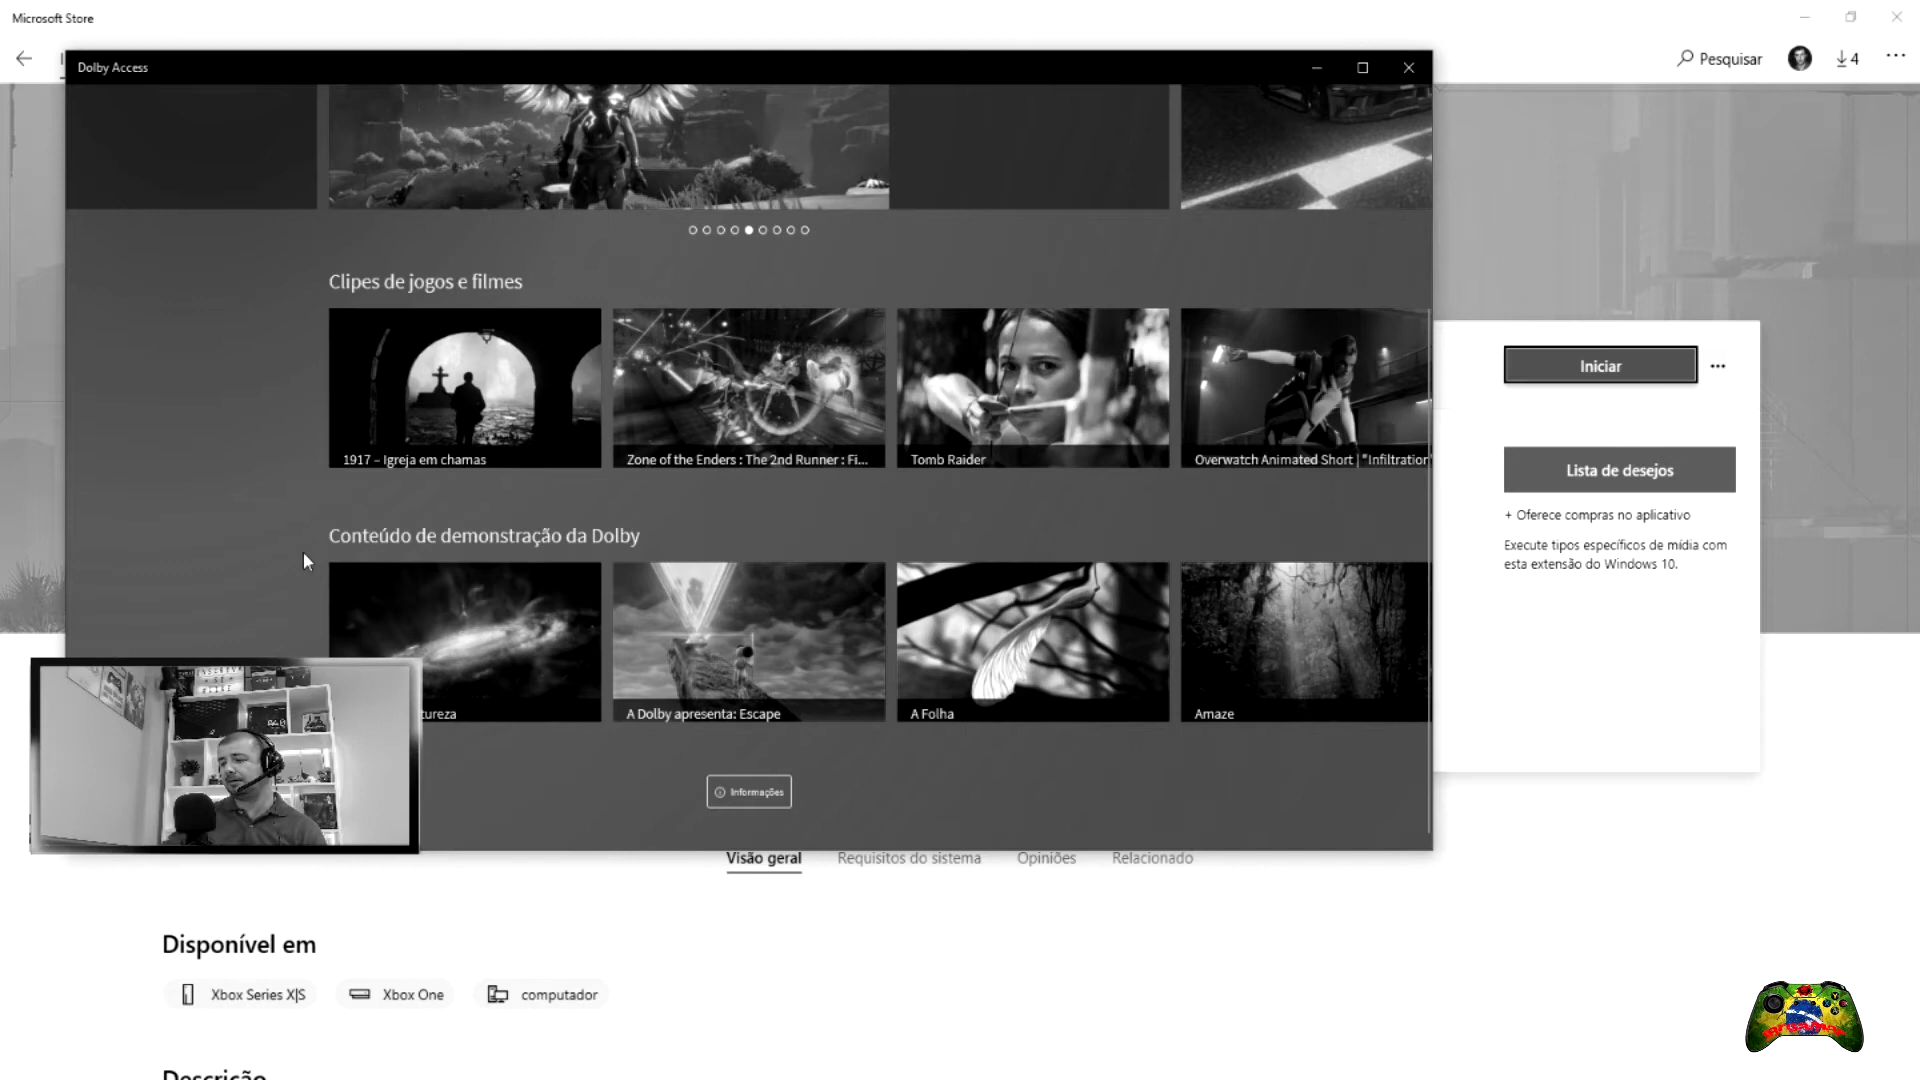 Microsoft Store
Pesquisar
4
Dolby Access
Clipes de jogos e filmes
1917 – Igreja em chamas
Zone of the Enders : The 2nd Runner : Fi...
Tomb Raider
Overwatch Animated Short | "Infiltration"
Conteúdo de demonstração da Dolby
A Dolby apresenta: Escape
A Folha
Amaze
Informações
Iniciar
Lista de desejos
+ Oferece compras no aplicativo
Execute tipos específicos de mídia com
esta extensão do Windows 10.
Visão geral
Requisitos do sistema
Opiniões
Relacionado
Disponível em
Xbox Series X|S
Xbox One
computador
Descrição